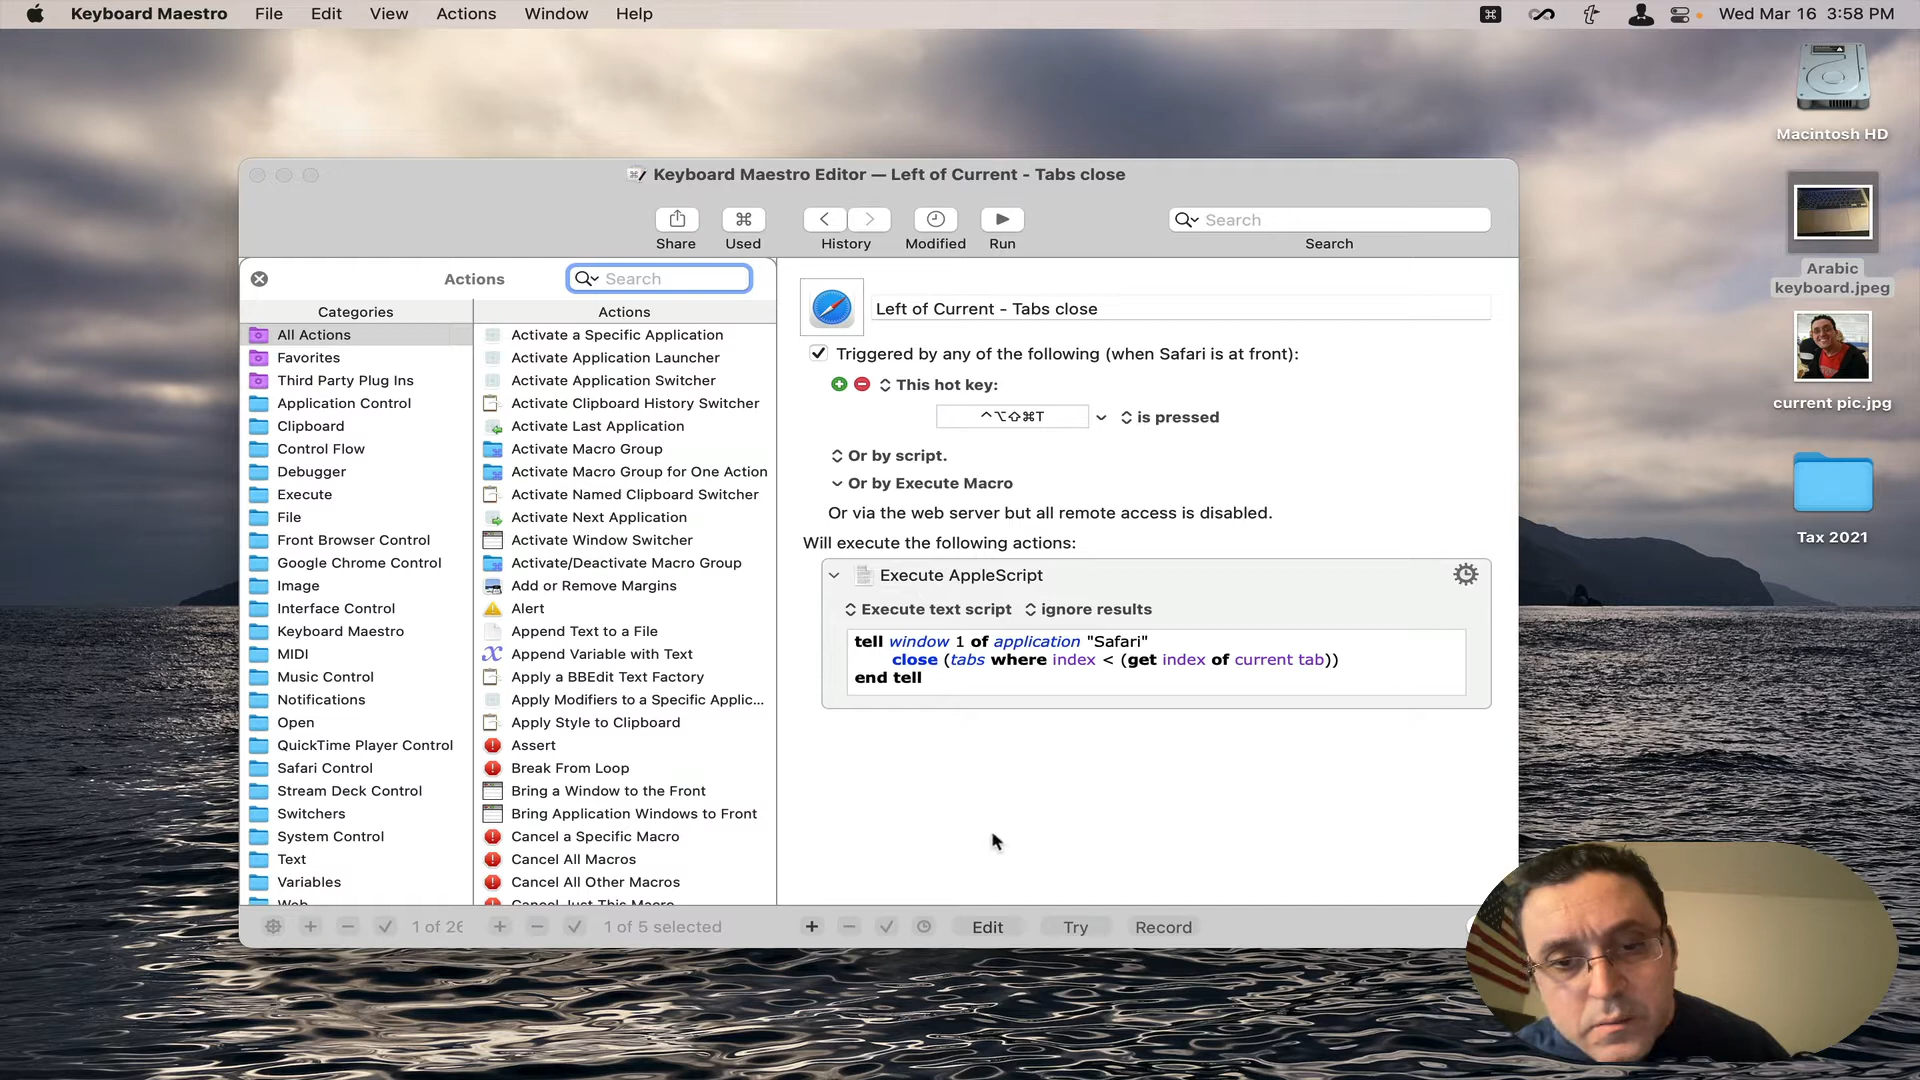 Keyboard Maestro File Edit View Actions Window Help Wed Mar 16 3:58 PM
Macintosh HD
Arabic
keyboard.jpeg
current pic.jpg
Tax 2021
Keyboard Maestro Editor — Left of Current - Tabs close
Share Used History Modified Run Search
Search
Actions Search
Categories Actions
All Actions
Favorites
Third Party Plug Ins
Application Control
Clipboard
Control Flow
Debugger
Execute
File
Front Browser Control
Google Chrome Control
Image
Interface Control
Keyboard Maestro
MIDI
Music Control
Notifications
Open
QuickTime Player Control
Safari Control
Stream Deck Control
Switchers
System Control
Text
Variables
Web
Activate a Specific Application
Activate Application Launcher
Activate Application Switcher
Activate Clipboard History Switcher
Activate Last Application
Activate Macro Group
Activate Macro Group for One Action
Activate Named Clipboard Switcher
Activate Next Application
Activate Window Switcher
Activate/Deactivate Macro Group
Add or Remove Margins
Alert
Append Text to a File
Append Variable with Text
Apply a BBEdit Text Factory
Apply Modifiers to a Specific Applic...
Apply Style to Clipboard
Assert
Break From Loop
Bring a Window to the Front
Bring Application Windows to Front
Cancel a Specific Macro
Cancel All Macros
Cancel All Other Macros
Cancel Just This Macro
Left of Current - Tabs close
Triggered by any of the following (when Safari is at front):
This hot key:
⌃⌥⇧⌘T is pressed
Or by script.
Or by Execute Macro
Or via the web server but all remote access is disabled.
Will execute the following actions:
Execute AppleScript
Execute text script ignore results
tell window 1 of application "Safari"
close (tabs where index < (get index of current tab))
end tell
1 of 26 1 of 5 selected Edit Try Record